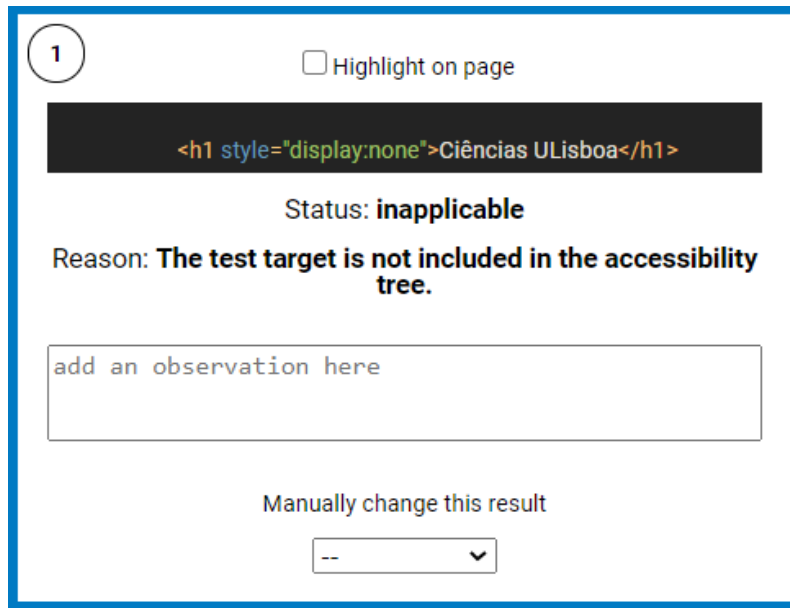 1
Highlight on page
<h1 style="display:none">Ciências ULisboa</h1>
Status: inapplicable
Reason: The test target is not included in the accessibility
tree.
add an observation here
Manually change this result
--